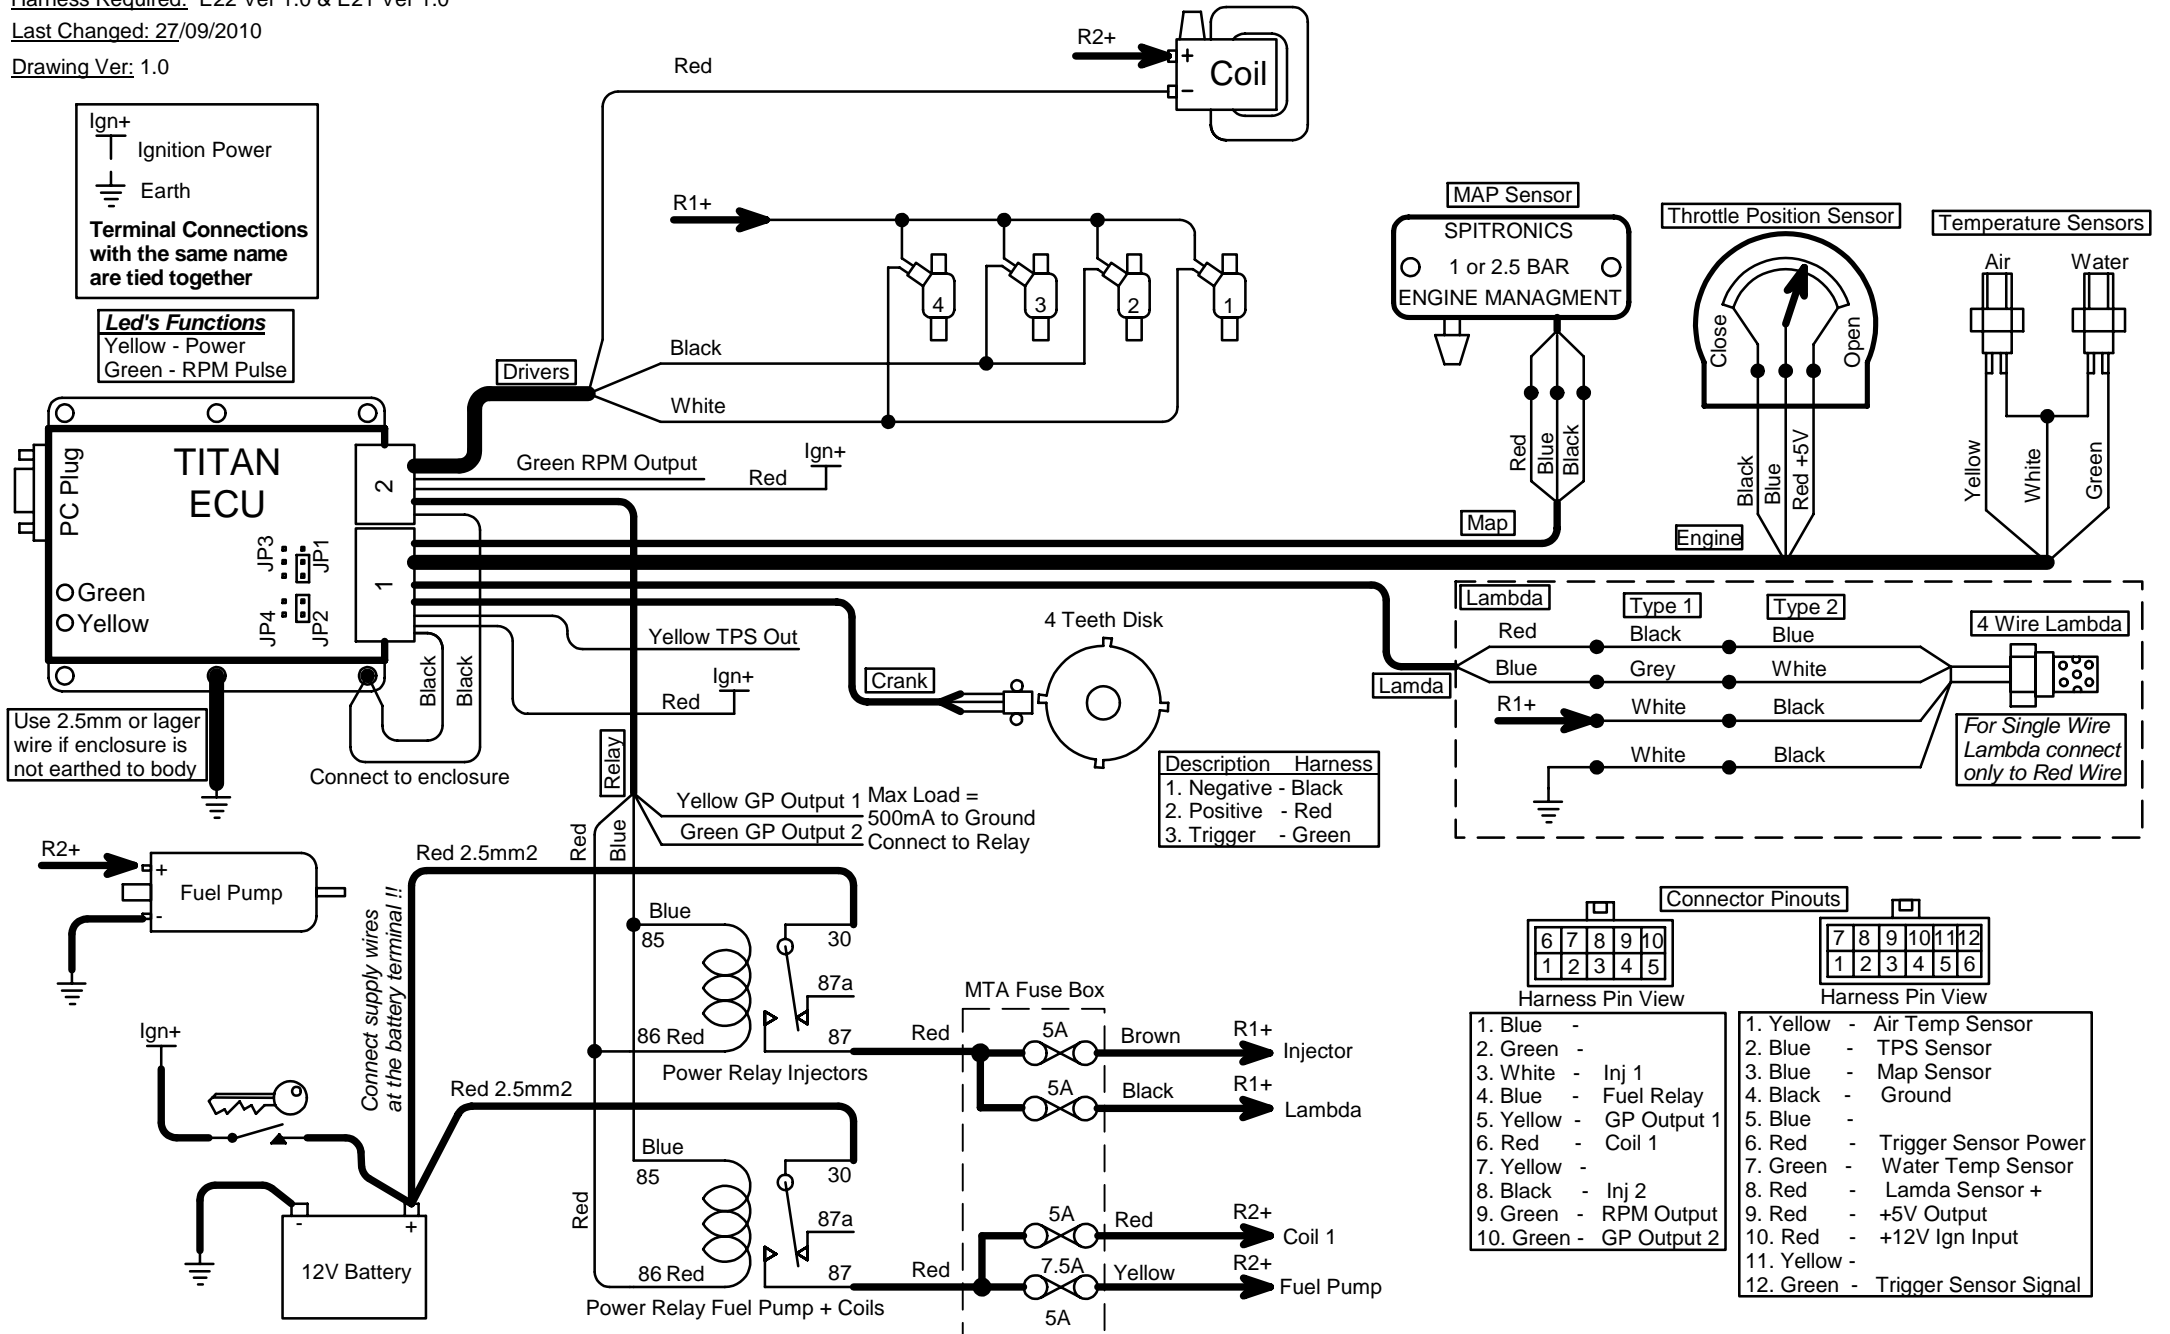 Harness Required: E22 Ver 1.0 & E21 Ver 1.0
Last Changed: 27/09/2010
Drawing Ver: 1.0
Ign+
Ignition Power
Earth
Terminal Connections
with the same name
are tied together
Led's Functions
Yellow - Power
Green - RPM Pulse
Red
R2+
+
-
Coil
R1+
4
3
2
1
Black
White
Drivers
MAP Sensor
SPITRONICS
1 or 2.5 BAR
ENGINE MANAGMENT
Red
Blue
Black
Map
Throttle Position Sensor
Close
Open
Black
Blue
Red +5V
Engine
Temperature Sensors
Air
Water
Yellow
White
Green
PC Plug
TITAN
ECU
2
1
JP3
JP1
JP4
JP2
Green
Yellow
Green RPM Output
Red
Ign+
Yellow TPS Out
Red
Ign+
Black
Black
Connect to enclosure
Use 2.5mm or lager
wire if enclosure is
not earthed to body
Crank
4 Teeth Disk
Description Harness
1. Negative - Black
2. Positive - Red
3. Trigger - Green
Lamda
Lambda
Type 1
Type 2
Red
Black
Blue
Blue
Grey
White
R1+
White
Black
White
Black
4 Wire Lambda
For Single Wire
Lambda connect
only to Red Wire
Relay
Yellow GP Output 1
Green GP Output 2
Max Load =
500mA to Ground
Connect to Relay
Red
Blue
R2+
+
-
Fuel Pump
Red 2.5mm2
Connect supply wires
at the battery terminal !!
Blue
85
30
87a
86 Red
87
Power Relay Injectors
Red
MTA Fuse Box
5A
Brown
R1+
Injector
5A
Black
R1+
Lambda
Ign+
Red 2.5mm2
-
+
12V Battery
Blue
85
30
87a
Red
86 Red
87
Power Relay Fuel Pump + Coils
Red
5A
Red
R2+
Coil 1
7.5A
Yellow
R2+
Fuel Pump
5A
Connector Pinouts
6 7 8 9 10
1 2 3 4 5
Harness Pin View
1. Blue -
2. Green -
3. White - Inj 1
4. Blue - Fuel Relay
5. Yellow - GP Output 1
6. Red - Coil 1
7. Yellow -
8. Black - Inj 2
9. Green - RPM Output
10. Green - GP Output 2
7 8 9 10 11 12
1 2 3 4 5 6
Harness Pin View
1. Yellow - Air Temp Sensor
2. Blue - TPS Sensor
3. Blue - Map Sensor
4. Black - Ground
5. Blue -
6. Red - Trigger Sensor Power
7. Green - Water Temp Sensor
8. Red - Lamda Sensor +
9. Red - +5V Output
10. Red - +12V Ign Input
11. Yellow -
12. Green - Trigger Sensor Signal